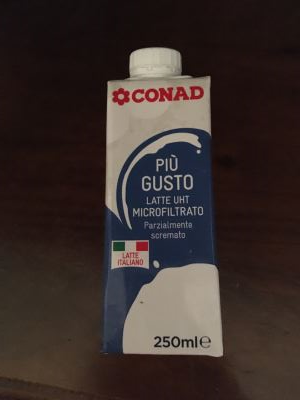 CONAD
PIÙ
GUSTO
LATTE UHT
MICROFILTRATO
Parzialmente
scremato
LATTE
ITALIANO
250ml℮